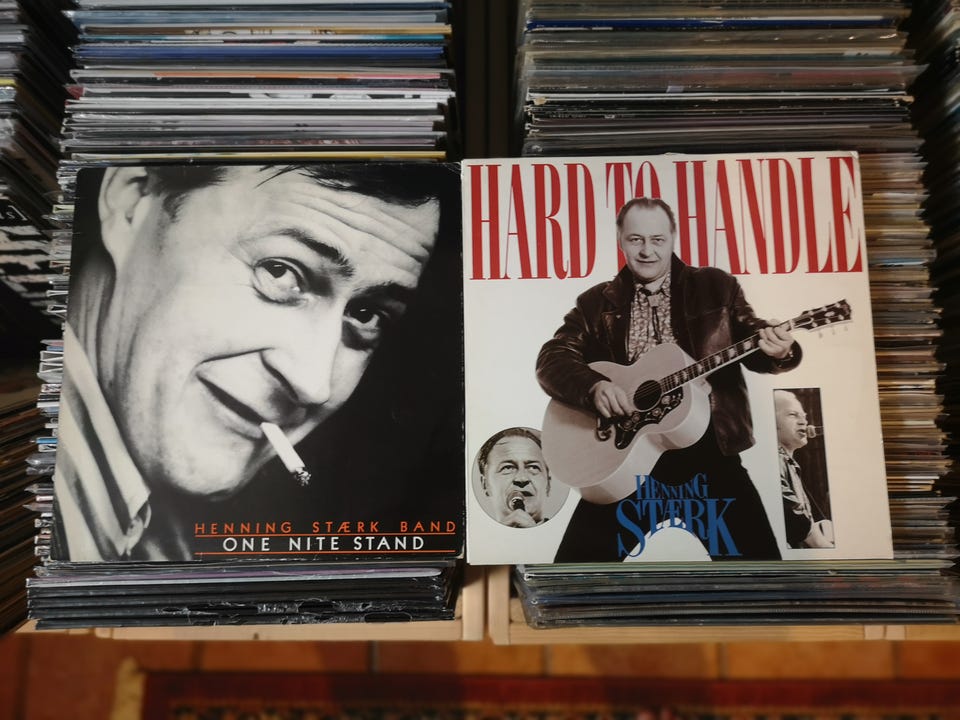 HENNING STÆRK BAND
ONE NITE STAND
HARD TO HANDLE
HENNING
STÆRK